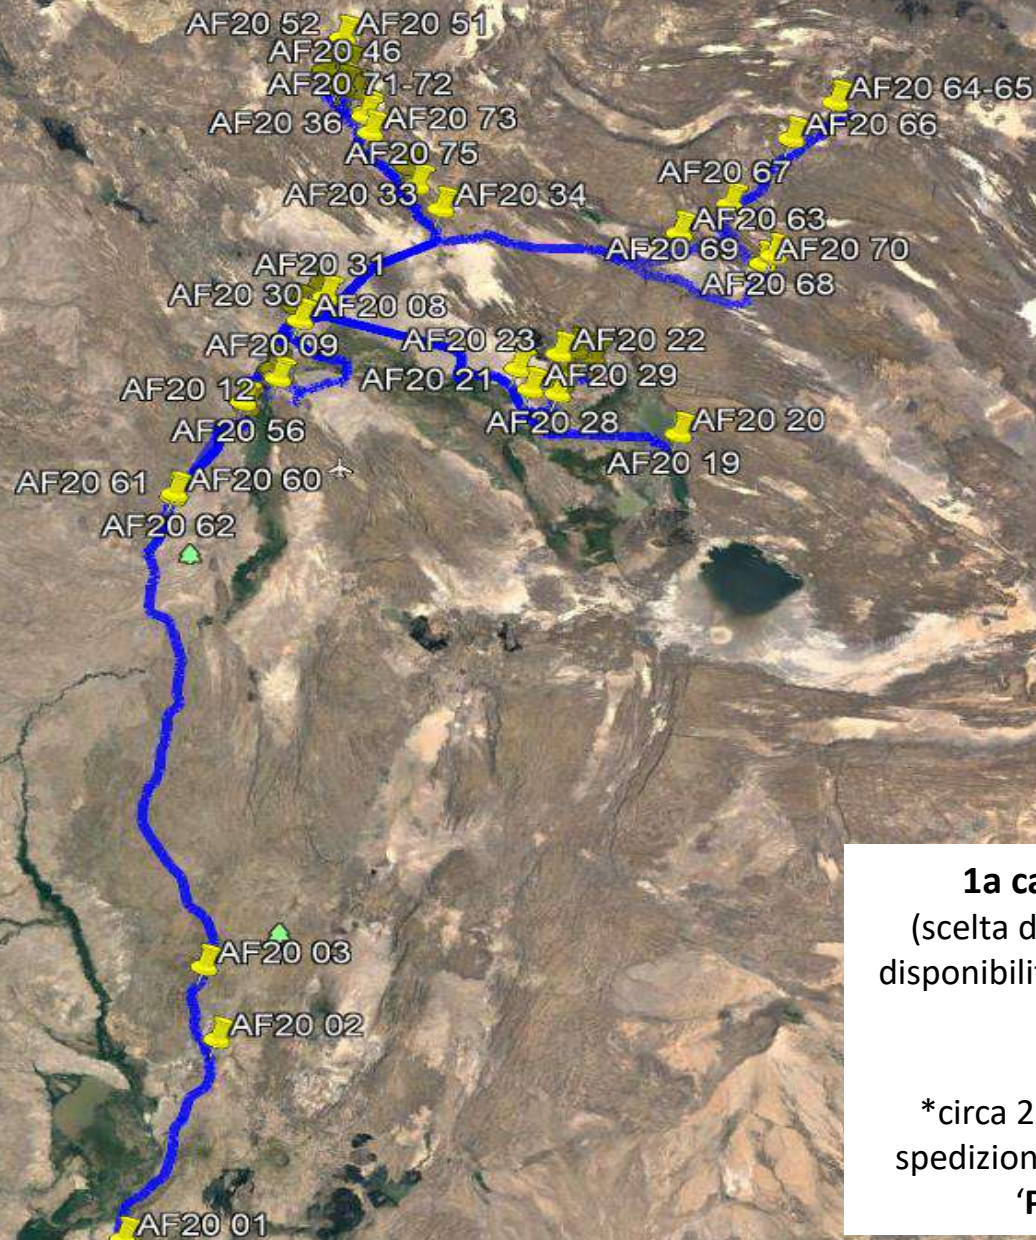 AF20 52
AF20 51
AF20 46
AF20 71-72
AF20 64-65
AF20 36
AF20 73
AF20 66
AF20 75
AF20 67
AF20 33
AF20 34
AF20 63
AF20 69
AF20 70
AF20 31
AF20 68
AF20 30
AF20 08
AF20 09
AF20 23
AF20 22
AF20 12
AF20 21
AF20 29
AF20 56
AF20 28
AF20 20
AF20 61
AF20 60
AF20 19
AF20 62
AF20 03
AF20 02
AF20 01
1a ca
(scelta d
disponibili
*circa 2
spedizion
‘